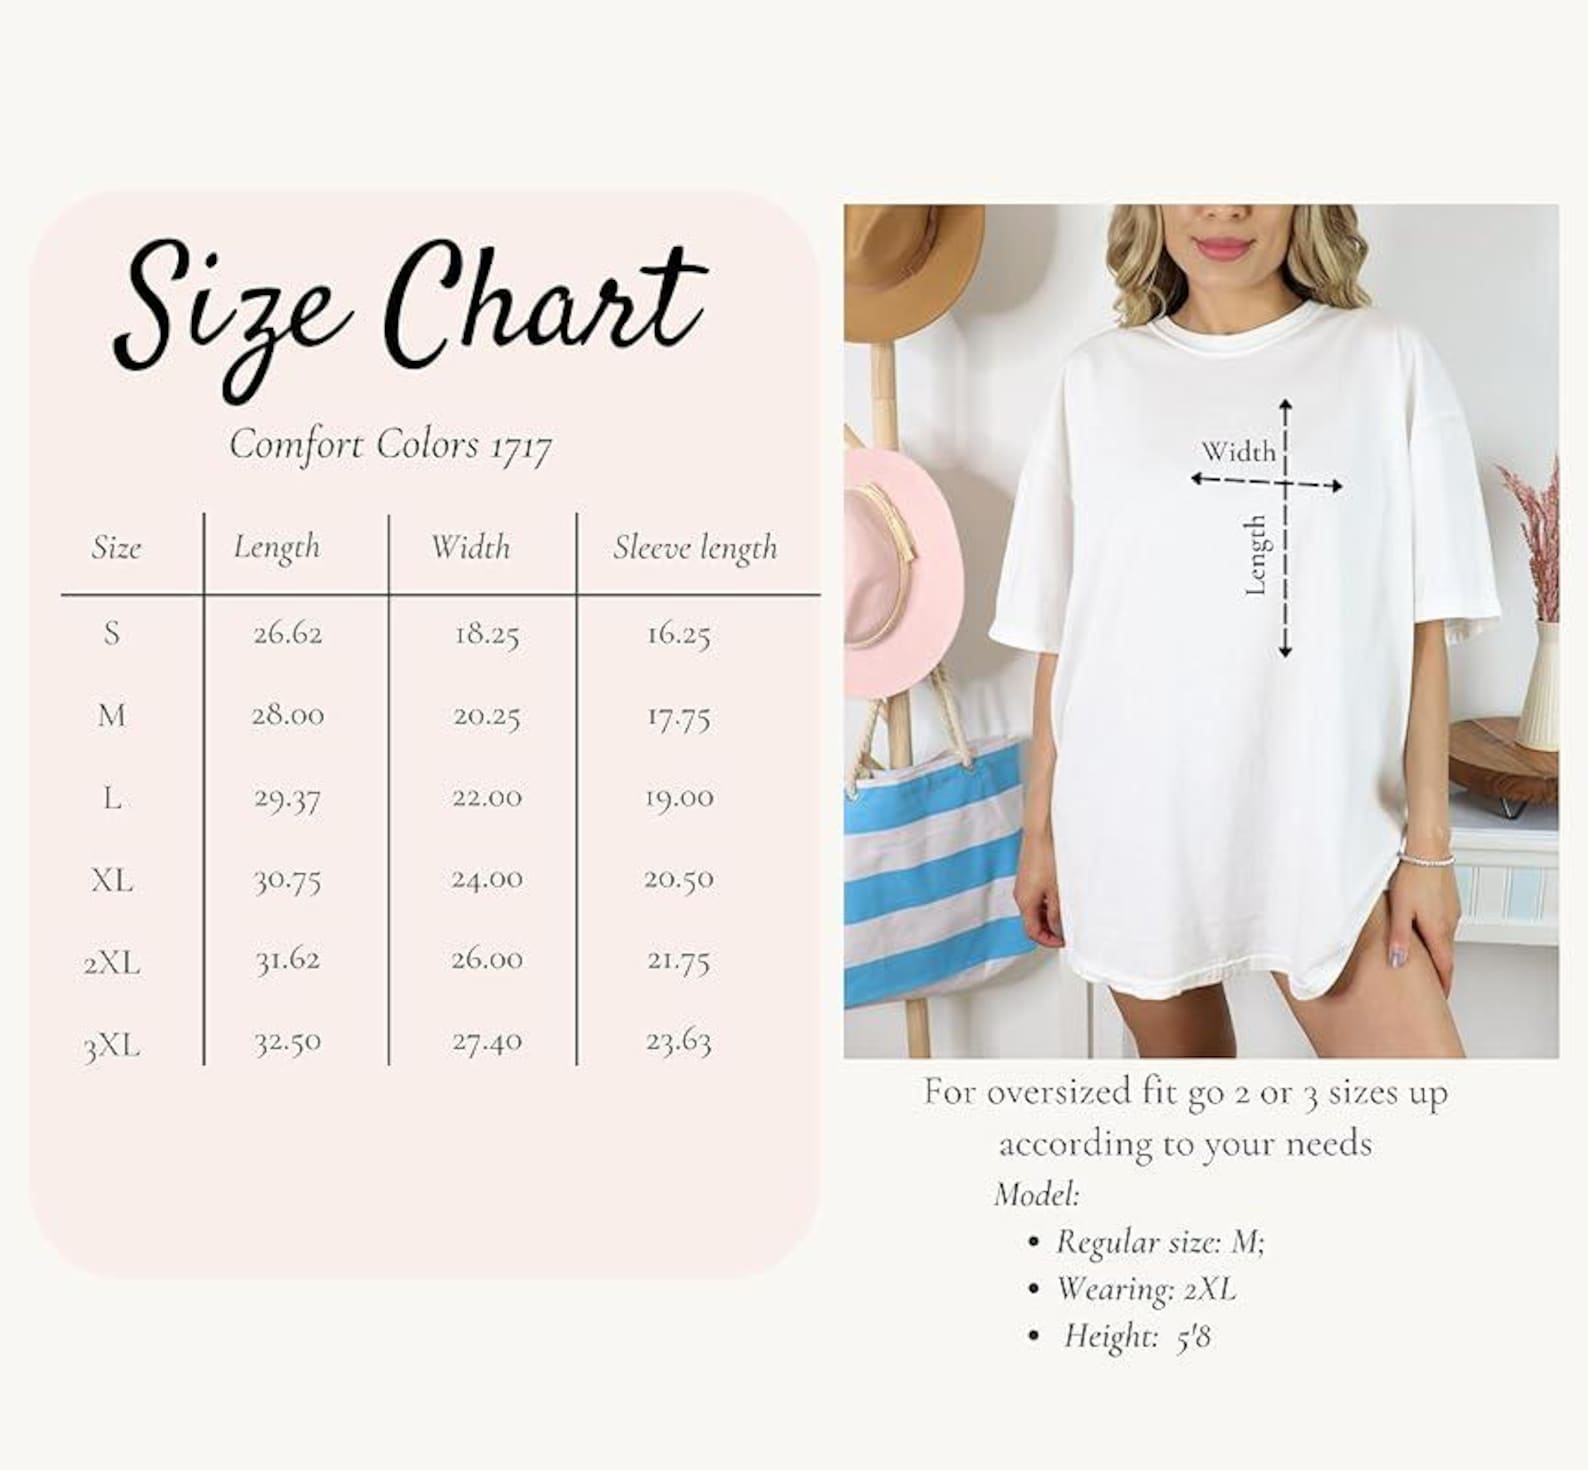 Size Chart
Comfort Colors 1717
Size Length Width Sleeve length
S 26.62 18.25 16.25
M 28.00 20.25 17.75
L 29.37 22.00 19.00
XL 30.75 24.00 20.50
2XL 31.62 26.00 21.75
3XL 32.50 27.40 23.63
Width
Length
For oversized fit go 2 or 3 sizes up
according to your needs
Model:
• Regular size: M;
• Wearing: 2XL
• Height: 5'8